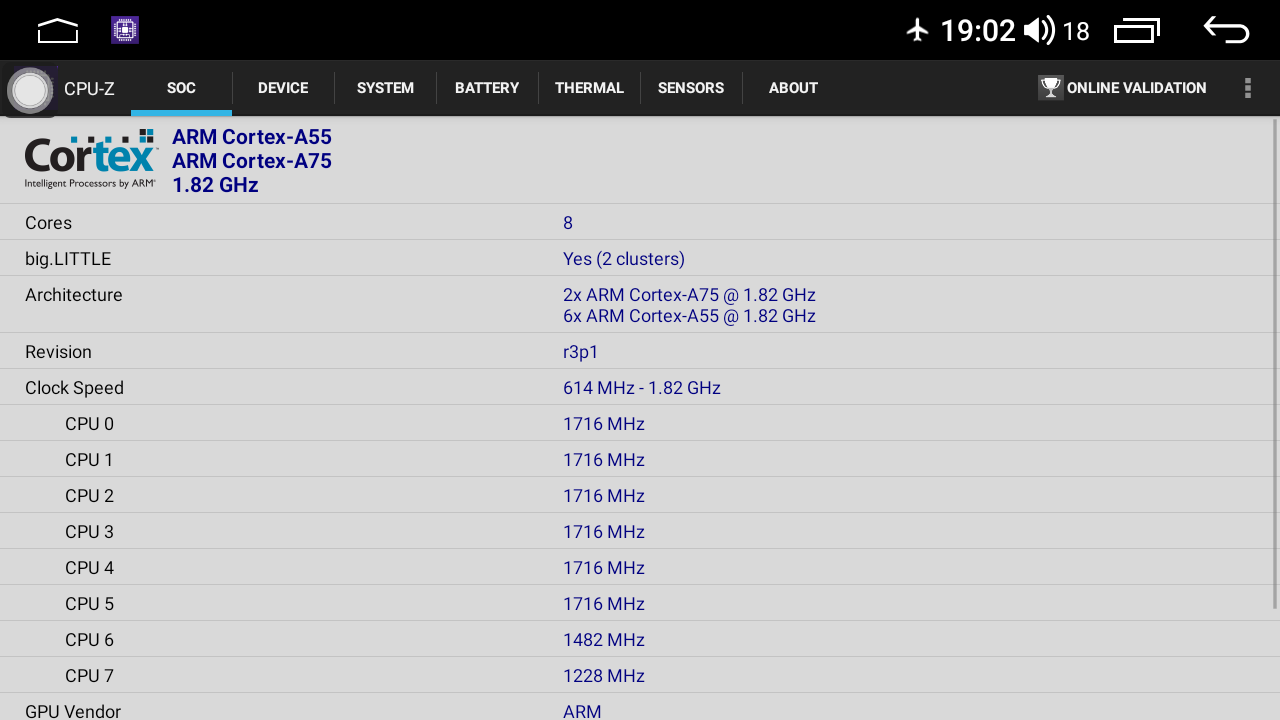 19:02 18
CPU-Z SOC DEVICE SYSTEM BATTERY THERMAL SENSORS ABOUT ONLINE VALIDATION
Cortex
Intelligent Processors by ARM
ARM Cortex-A55
ARM Cortex-A75
1.82 GHz
Cores 8
big.LITTLE Yes (2 clusters)
Architecture 2x ARM Cortex-A75 @ 1.82 GHz
6x ARM Cortex-A55 @ 1.82 GHz
Revision r3p1
Clock Speed 614 MHz - 1.82 GHz
CPU 0 1716 MHz
CPU 1 1716 MHz
CPU 2 1716 MHz
CPU 3 1716 MHz
CPU 4 1716 MHz
CPU 5 1716 MHz
CPU 6 1482 MHz
CPU 7 1228 MHz
GPU Vendor ARM